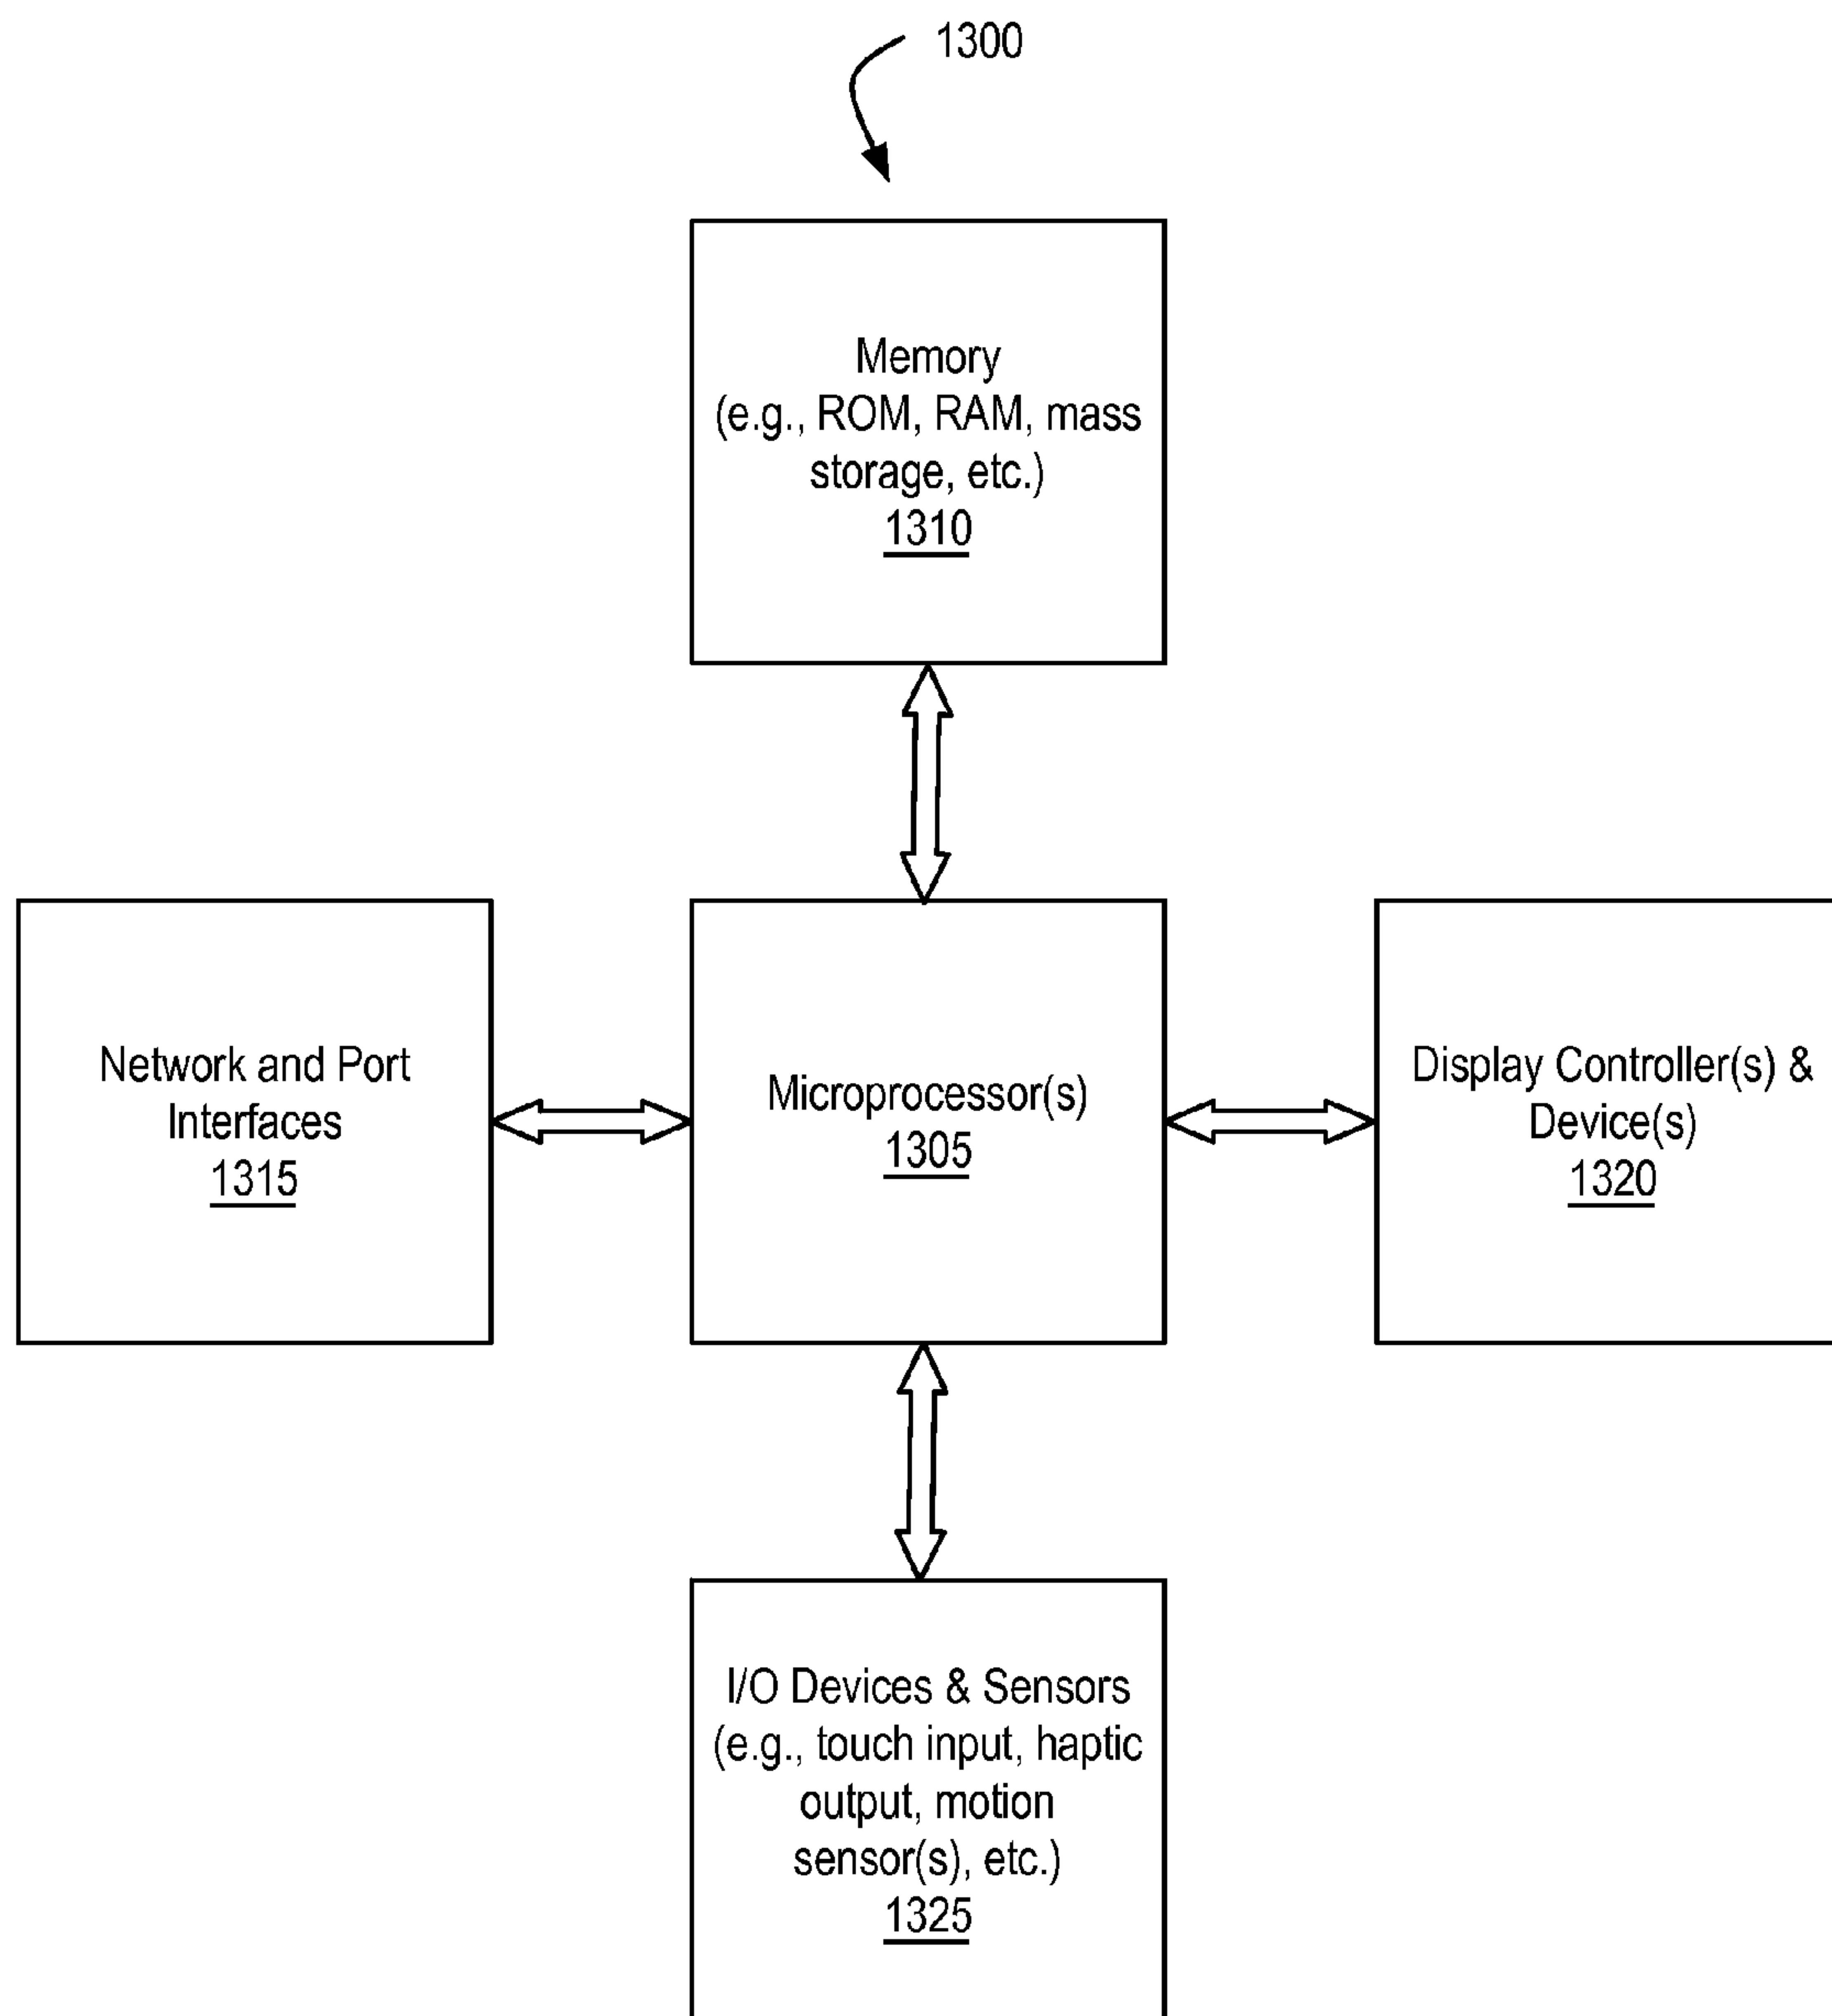 1300
Memory
(e.g., ROM, RAM, mass
storage, etc.)
1310
Network and Port
Interfaces
1315
Microprocessor(s)
1305
Display Controller(s) &
Device(s)
1320
I/O Devices & Sensors
(e.g., touch input, haptic
output, motion
sensor(s), etc.)
1325